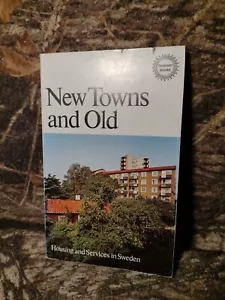 New Towns
and Old
Housing and Services in Sweden